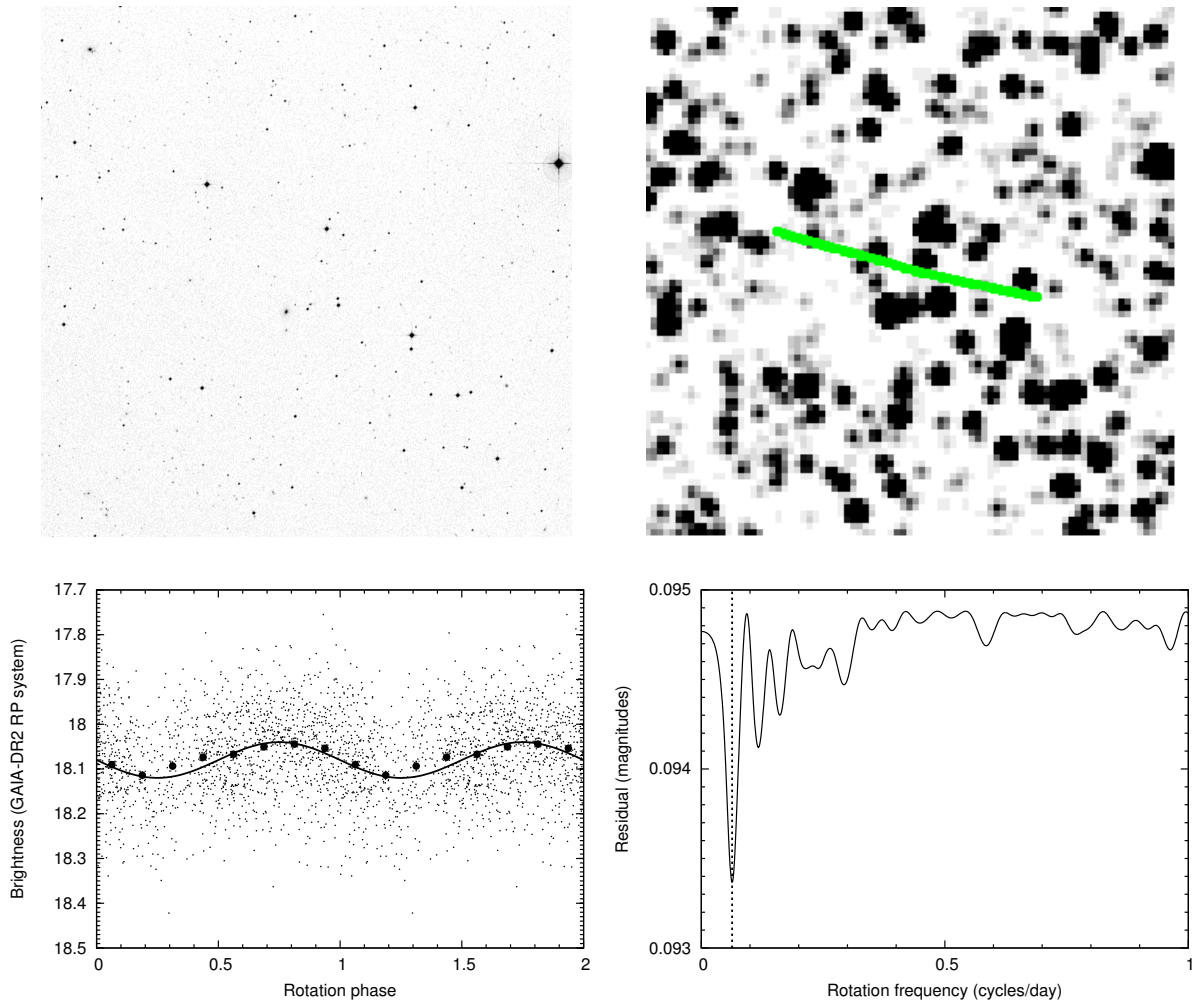 17.7
17.8
17.9
18
18.1
18.2
18.3
18.4
18.5
0 0.5 1 1.5 2
Brightness (GAIA-DR2 RP system)
Rotation phase
0.095
0.094
0.093
0 0.5 1
Residual (magnitudes)
Rotation frequency (cycles/day)